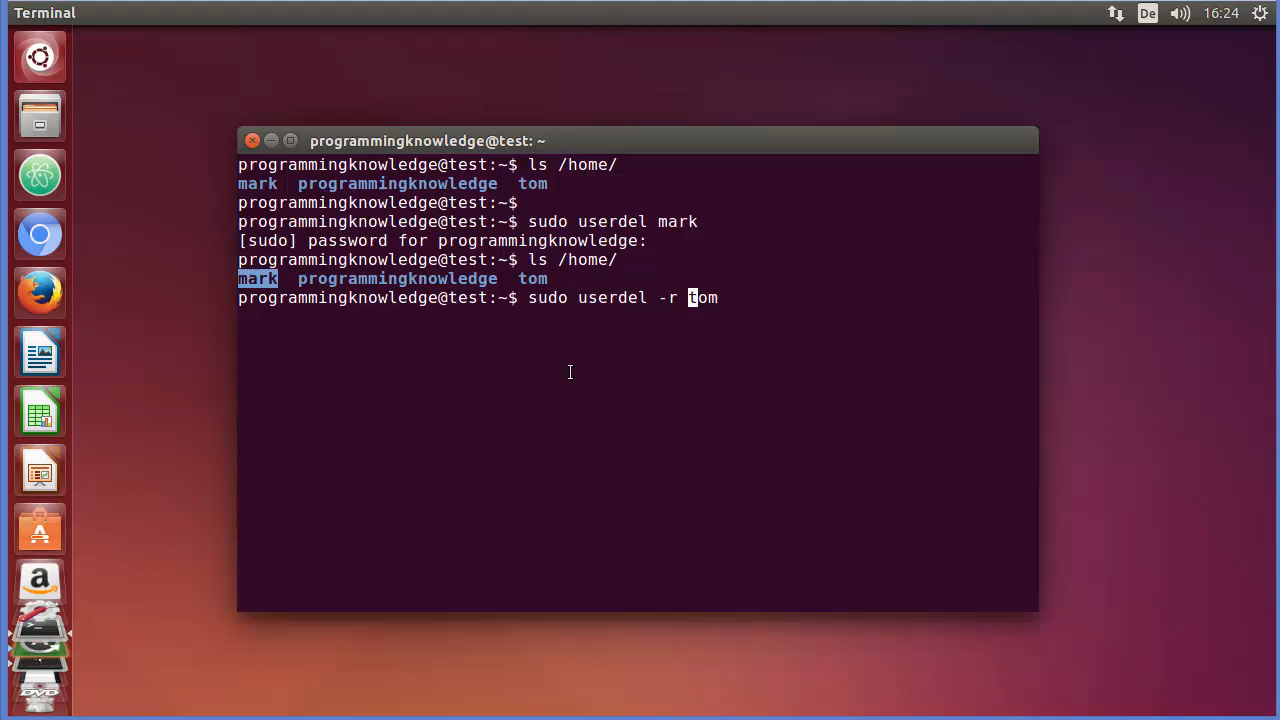 Terminal
De
16:24
programmingknowledge@test: ~
programmingknowledge@test:~$ ls /home/
mark programmingknowledge tom
programmingknowledge@test:~$
programmingknowledge@test:~$ sudo userdel mark
[sudo] password for programmingknowledge:
programmingknowledge@test:~$ ls /home/
mark programmingknowledge tom
programmingknowledge@test:~$ sudo userdel -r tom